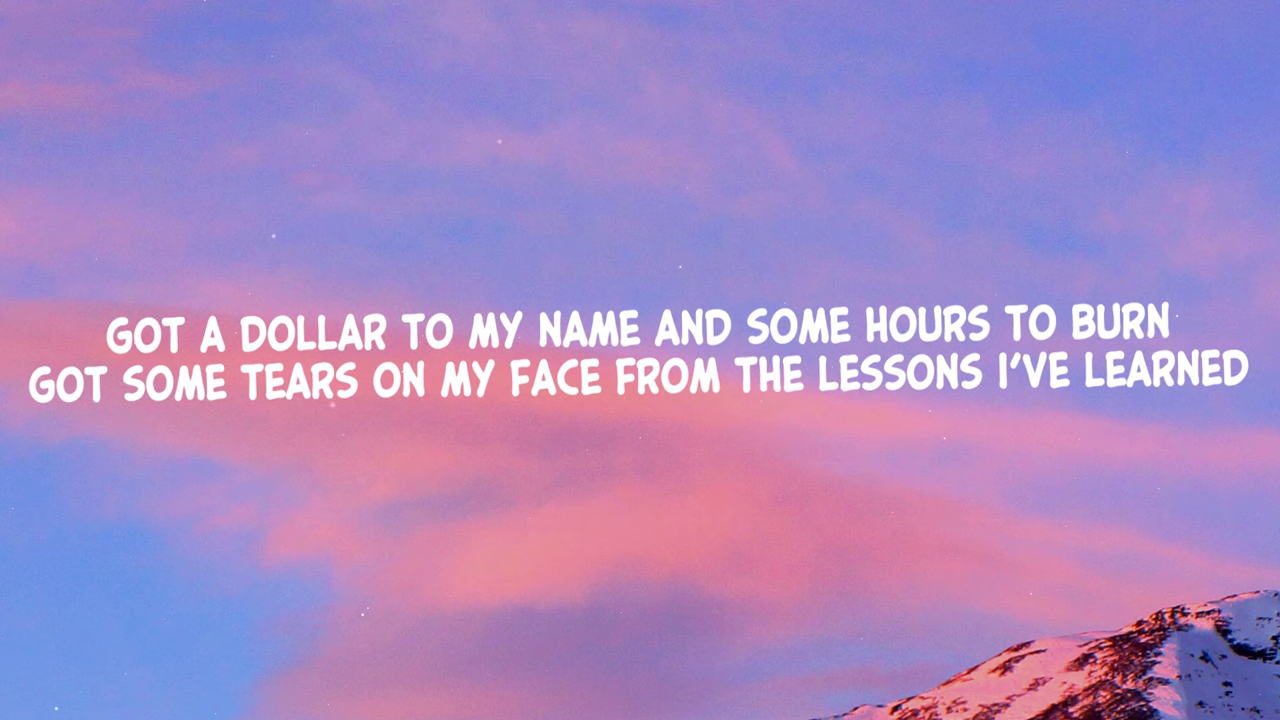 GOT A DOLLAR TO MY NAME AND SOME HOURS TO BURN
GOT SOME TEARS ON MY FACE FROM THE LESSONS I'VE LEARNED